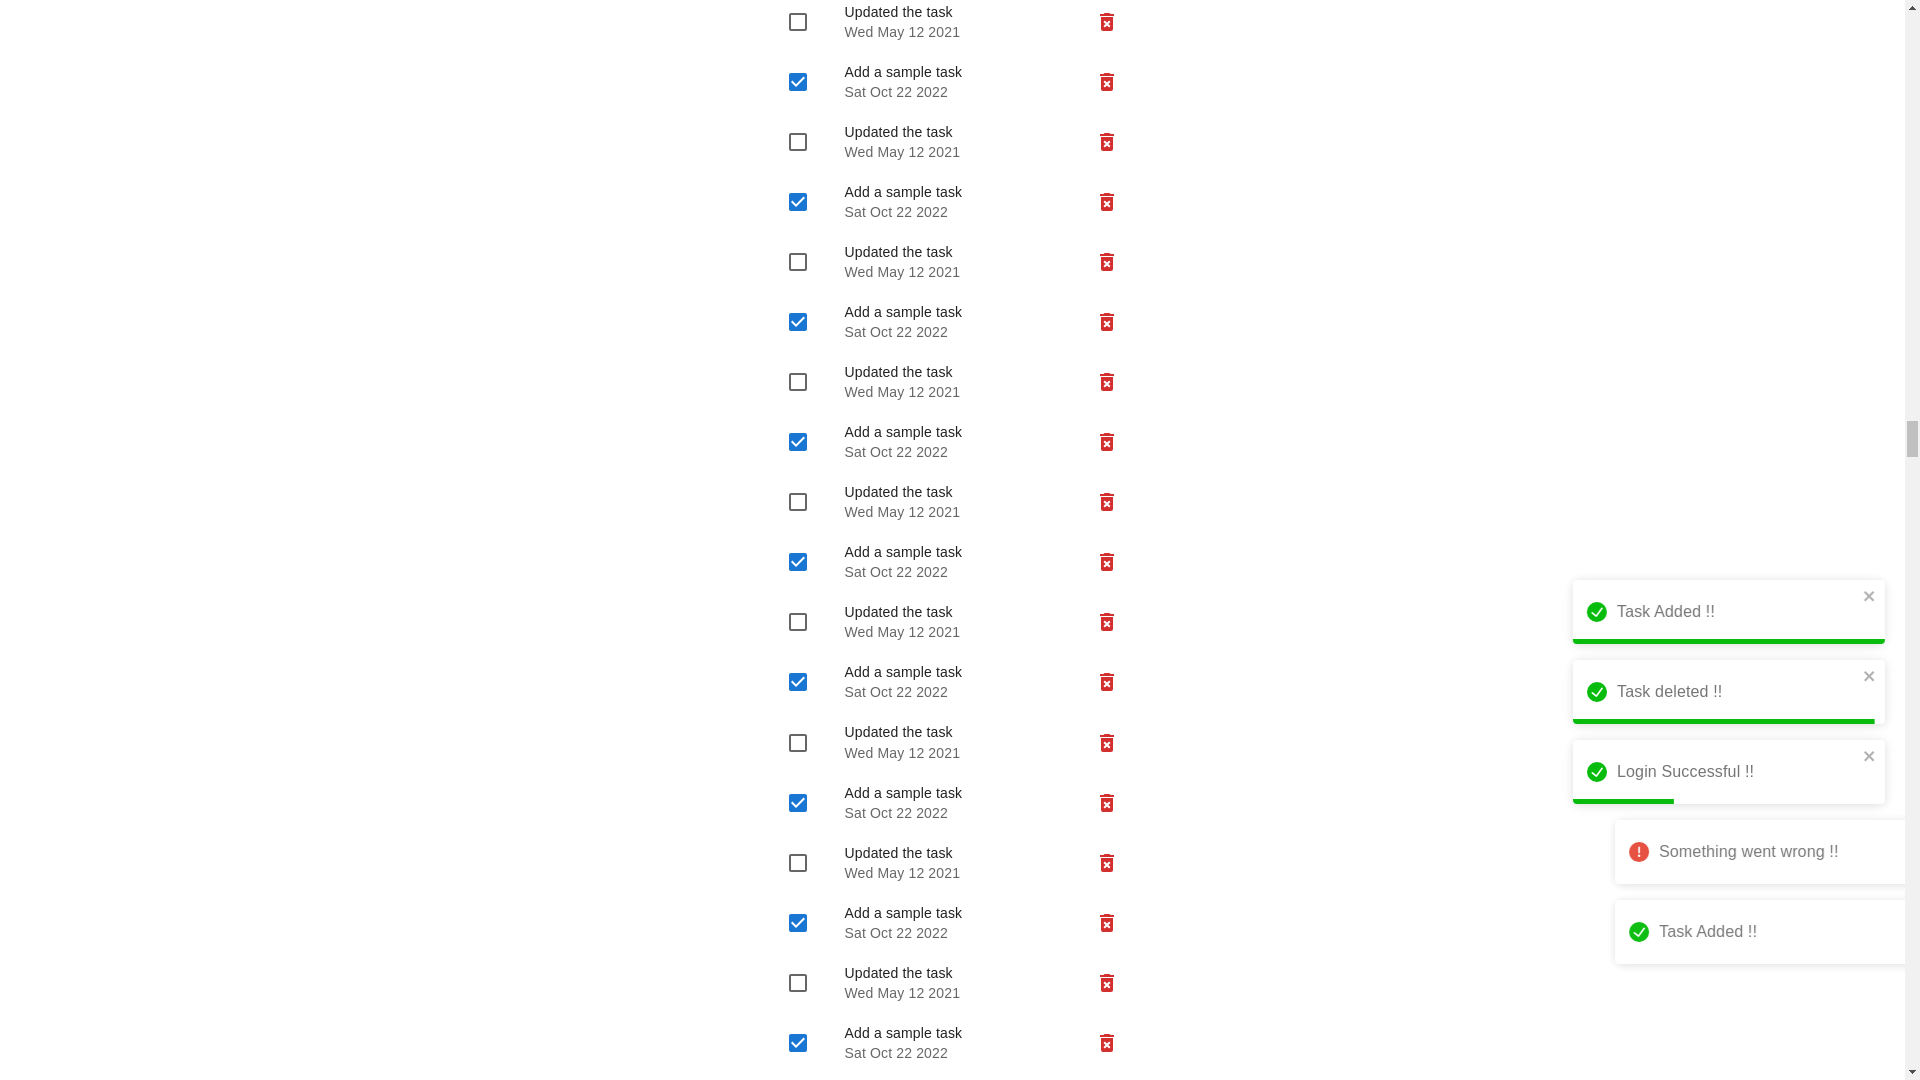 Updated the task
Wed May 12 2021
Add a sample task
Sat Oct 22 2022
Updated the task
Wed May 12 2021
Add a sample task
Sat Oct 22 2022
Updated the task
Wed May 12 2021
Add a sample task
Sat Oct 22 2022
Updated the task
Wed May 12 2021
Add a sample task
Sat Oct 22 2022
Updated the task
Wed May 12 2021
Add a sample task
Sat Oct 22 2022
Updated the task
Wed May 12 2021
Add a sample task
Sat Oct 22 2022
Updated the task
Wed May 12 2021
Add a sample task
Sat Oct 22 2022
Updated the task
Wed May 12 2021
Add a sample task
Sat Oct 22 2022
Updated the task
Wed May 12 2021
Add a sample task
Sat Oct 22 2022
Task Added !!
Task deleted !!
Login Successful !!
Something went wrong !!
Task Added !!